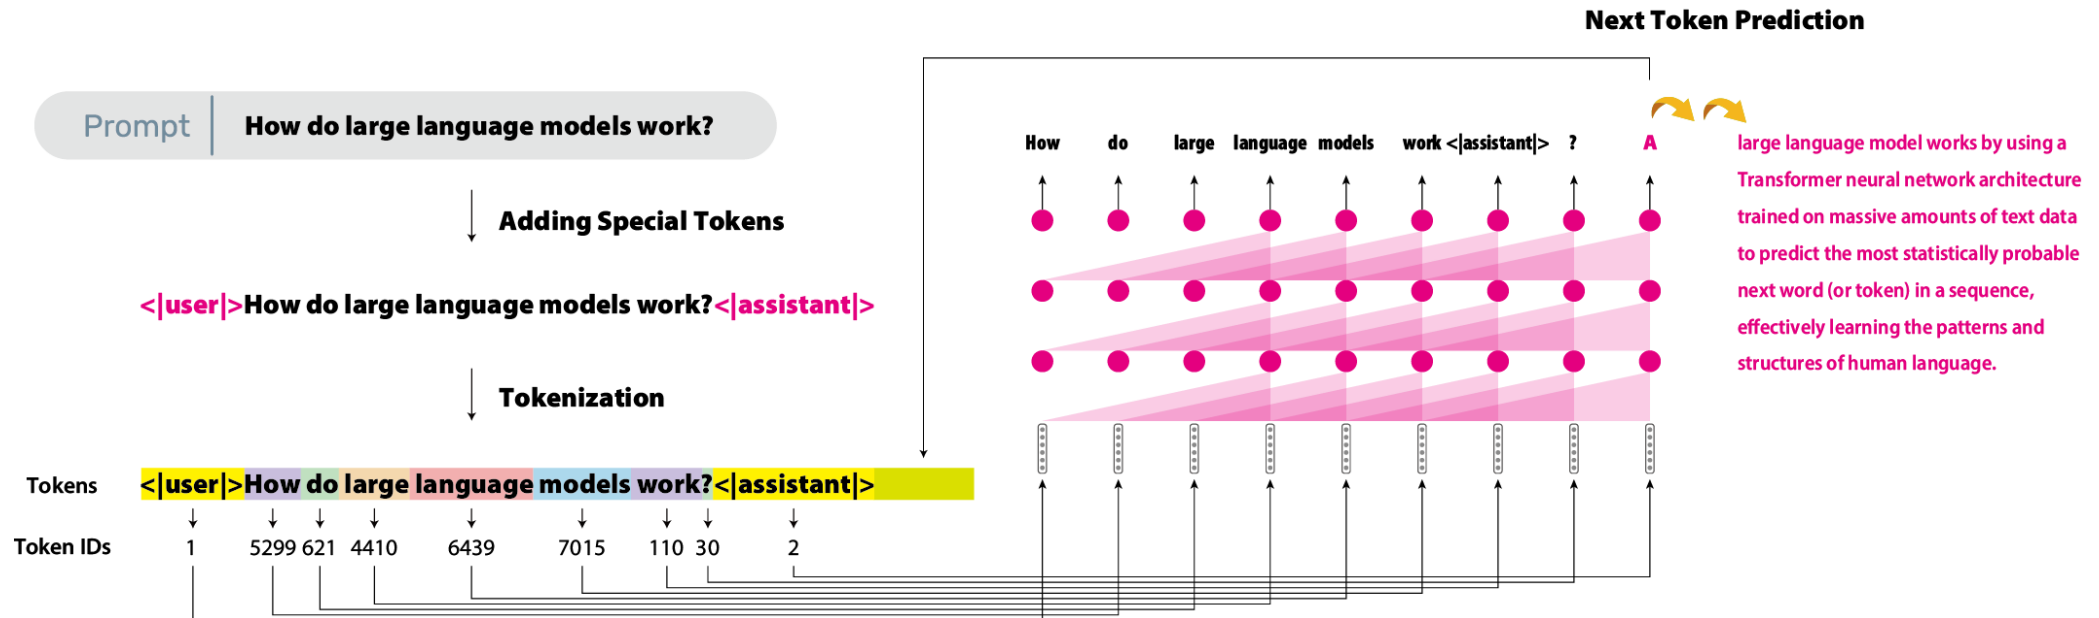 Next Token Prediction
Prompt How do large language models work?
Adding Special Tokens
<|user|>How do large language models work?<|assistant|>
Tokenization
Tokens <|user|>How do large language models work?<|assistant|>
Token IDs 1 5299 621 4410 6439 7015 110 30 2
How do large language models work <|assistant|> ? A
large language model works by using a
Transformer neural network architecture
trained on massive amounts of text data
to predict the most statistically probable
next word (or token) in a sequence,
effectively learning the patterns and
structures of human language.